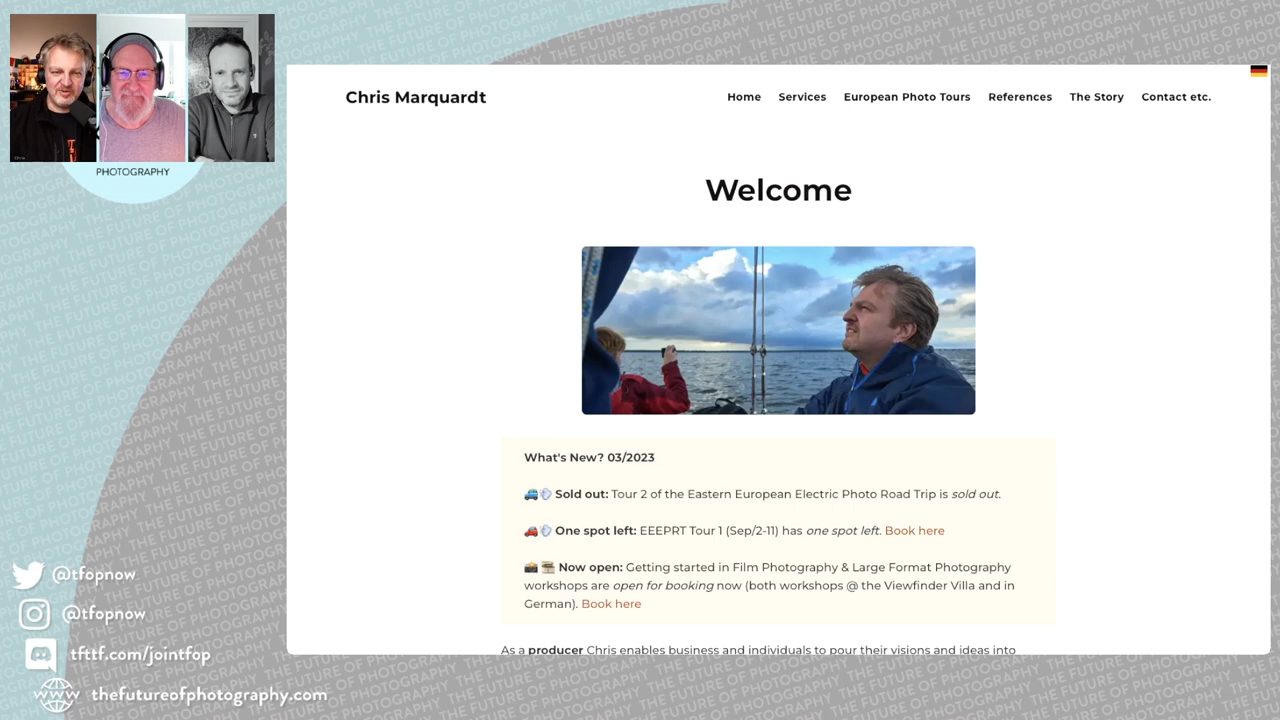 Chris Marquardt
Home Services European Photo Tours References The Story Contact etc.
PHOTOGRAPHY
Welcome
What's New? 03/2023
Sold out: Tour 2 of the Eastern European Electric Photo Road Trip is sold out.
One spot left: EEEPRT Tour 1 (Sep/2-11) has one spot left. Book here
Now open: Getting started in Film Photography & Large Format Photography
workshops are open for booking now (both workshops @ the Viewfinder Villa and in
German). Book here
As a producer Chris enables business and individuals to pour their visions and ideas into
@tfopnow
@tfopnow
tfttf.com/jointfop
www thefutureofphotography.com
THE FUTURE OF PHOTOGRAPHY